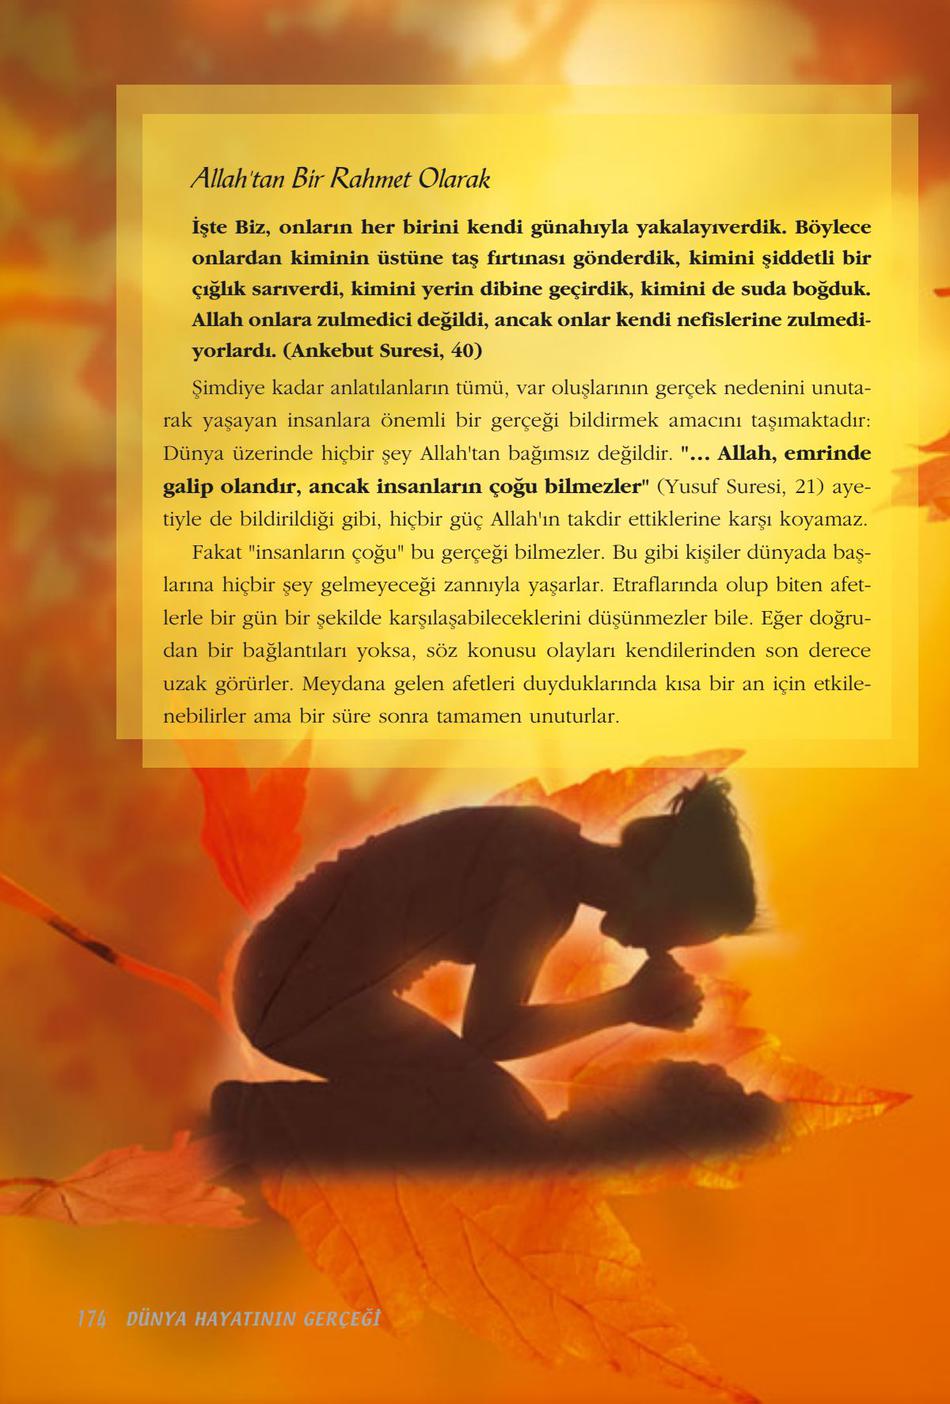 Allah'tan Bir Rahmet Olarak
İşte Biz, onların her birini kendi günahıyla yakalayıverdik. Böylece
onlardan kiminin üstüne taş fırtınası gönderdik, kimini şiddetli bir
çığlık sarıverdi, kimini yerin dibine geçirdik, kimini de suda boğduk.
Allah onlara zulmedici değildi, ancak onlar kendi nefislerine zulmedi-
yorlardı. (Ankebut Suresi, 40)
Şimdiye kadar anlatılanların tümü, var oluşlarının gerçek nedenini unuta-
rak yaşayan insanlara önemli bir gerçeği bildirmek amacını taşımaktadır:
Dünya üzerinde hiçbir şey Allah'tan bağımsız değildir. "... Allah, emrinde
galip olandır, ancak insanların çoğu bilmezler" (Yusuf Suresi, 21) aye-
tiyle de bildirildiği gibi, hiçbir güç Allah'ın takdir ettiklerine karşı koyamaz.
Fakat "insanların çoğu" bu gerçeği bilmezler. Bu gibi kişiler dünyada baş-
larına hiçbir şey gelmeyeceği zannıyla yaşarlar. Etraflarında olup biten afet-
lerle bir gün bir şekilde karşılaşabileceklerini düşünmezler bile. Eğer doğru-
dan bir bağlantıları yoksa, söz konusu olayları kendilerinden son derece
uzak görürler. Meydana gelen afetleri duyduklarında kısa bir an için etkile-
nebilirler ama bir süre sonra tamamen unuturlar.
174 DÜNYA HAYATININ GERÇEĞİ